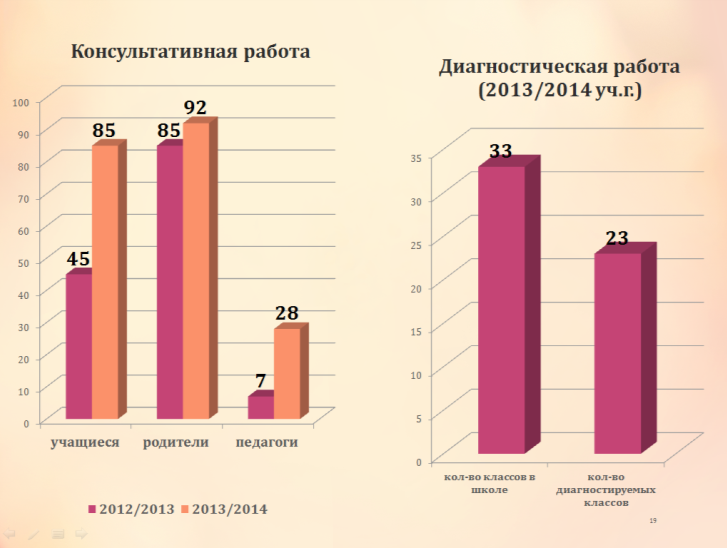 Консультативная работа
100
90
80
70
60
50
40
30
20
10
0
45
85
85
92
7
28
учащиеся
родители
педагоги
2012/2013
2013/2014
Диагностическая работа
(2013/2014 уч.г.)
35
30
25
20
15
10
5
0
33
23
кол-во классов в
школе
кол-во
диагностируемых
классов
19